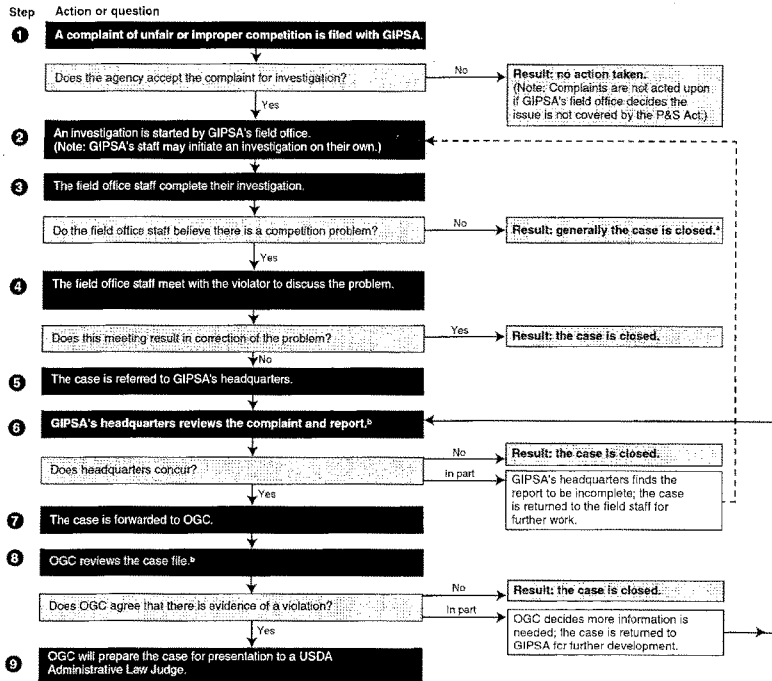 Step Action or question
1 A complaint of unfair or improper competition is filed with GIPSA.
Does the agency accept the complaint for investigation?
No
Result: no action taken.
(Note: Complaints are not acted upon
if GIPSA's field office decides the
issue is not covered by the P&S Act.)
Yes
2 An investigation is started by GIPSA's field office.
(Note: GIPSA's staff may initiate an investigation on their own.)
3 The field office staff complete their investigation.
Do the field office staff believe there is a competition problem?
No
Result: generally the case is closed.a
Yes
4 The field office staff meet with the violator to discuss the problem.
Does this meeting result in correction of the problem?
Yes
Result: the case is closed.
No
5 The case is referred to GIPSA's headquarters.
6 GIPSA's headquarters reviews the complaint and report.b
Does headquarters concur?
No
Result: the case is closed.
In part
GIPSA's headquarters finds the
report to be incomplete; the case
is returned to the field staff for
further work.
Yes
7 The case is forwarded to OGC.
8 OGC reviews the case file.b
Does OGC agree that there is evidence of a violation?
No
Result: the case is closed.
In part
OGC decides more information is
needed; the case is returned to
GIPSA for further development.
Yes
9 OGC will prepare the case for presentation to a USDA
Administrative Law Judge.